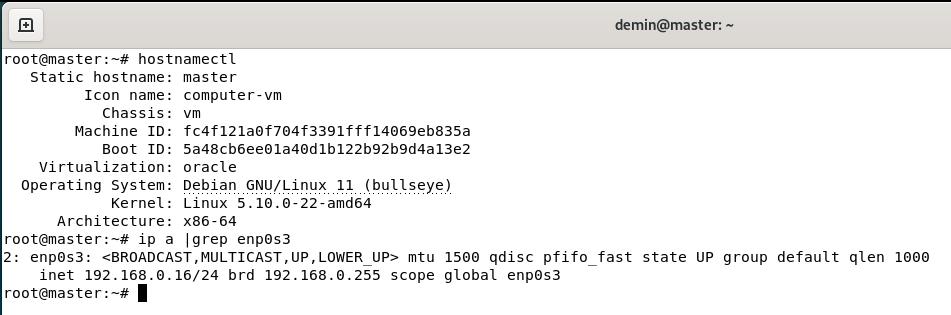 demin@master: ~
root@master:~# hostnamectl
Static hostname: master
Icon name: computer-vm
Chassis: vm
Machine ID: fc4f121a0f704f3391fff14069eb835a
Boot ID: 5a48cb6ee01a40d1b122b92b9d4a13e2
Virtualization: oracle
Operating System: Debian GNU/Linux 11 (bullseye)
Kernel: Linux 5.10.0-22-amd64
Architecture: x86-64
root@master:~# ip a |grep enp0s3
2: enp0s3: <BROADCAST,MULTICAST,UP,LOWER_UP> mtu 1500 qdisc pfifo_fast state UP group default qlen 1000
inet 192.168.0.16/24 brd 192.168.0.255 scope global enp0s3
root@master:~#